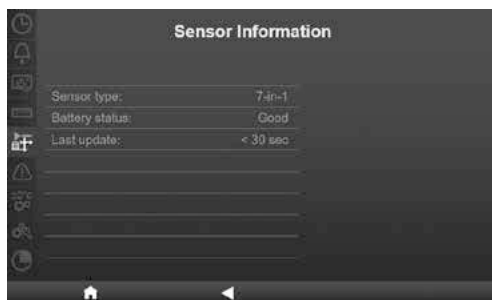 Sensor Information
Sensor type: 7-in-1
Battery status: Good
Last update: < 30 sec